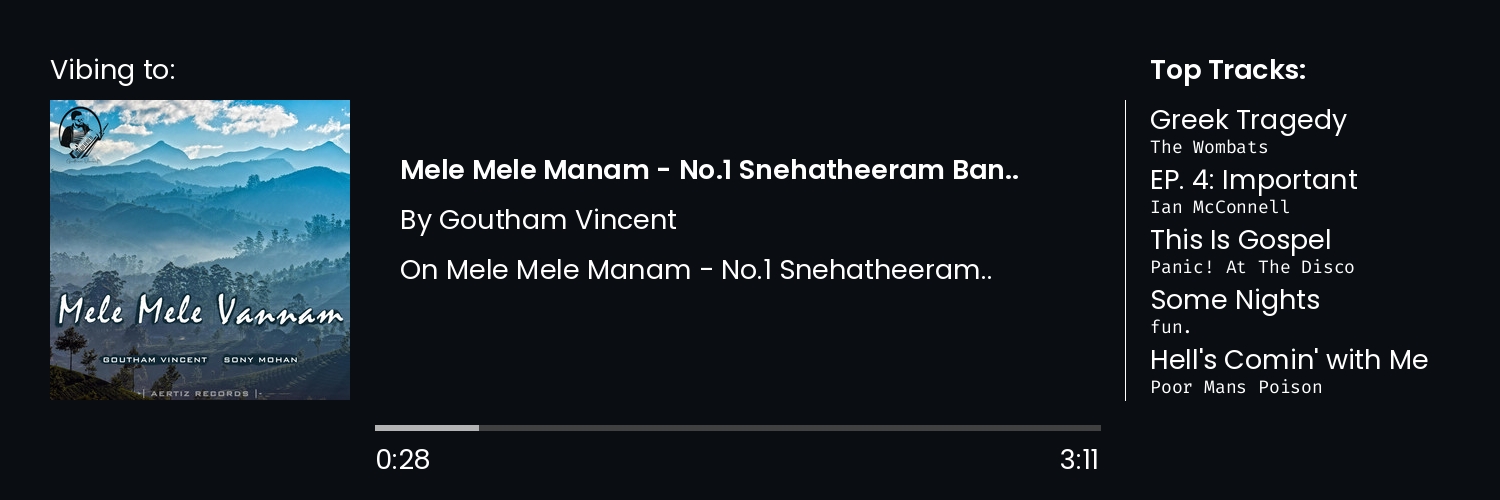 Vibing to:
Mele Mele Vannam
GOUTHAM VINCENT SONY MOHAN
AERTIZ RECORDS
Mele Mele Manam - No.1 Snehatheeram Ban..
By Goutham Vincent
On Mele Mele Manam - No.1 Snehatheeram..
0:28
3:11
Top Tracks:
Greek Tragedy
The Wombats
EP. 4: Important
Ian McConnell
This Is Gospel
Panic! At The Disco
Some Nights
fun.
Hell's Comin' with Me
Poor Mans Poison